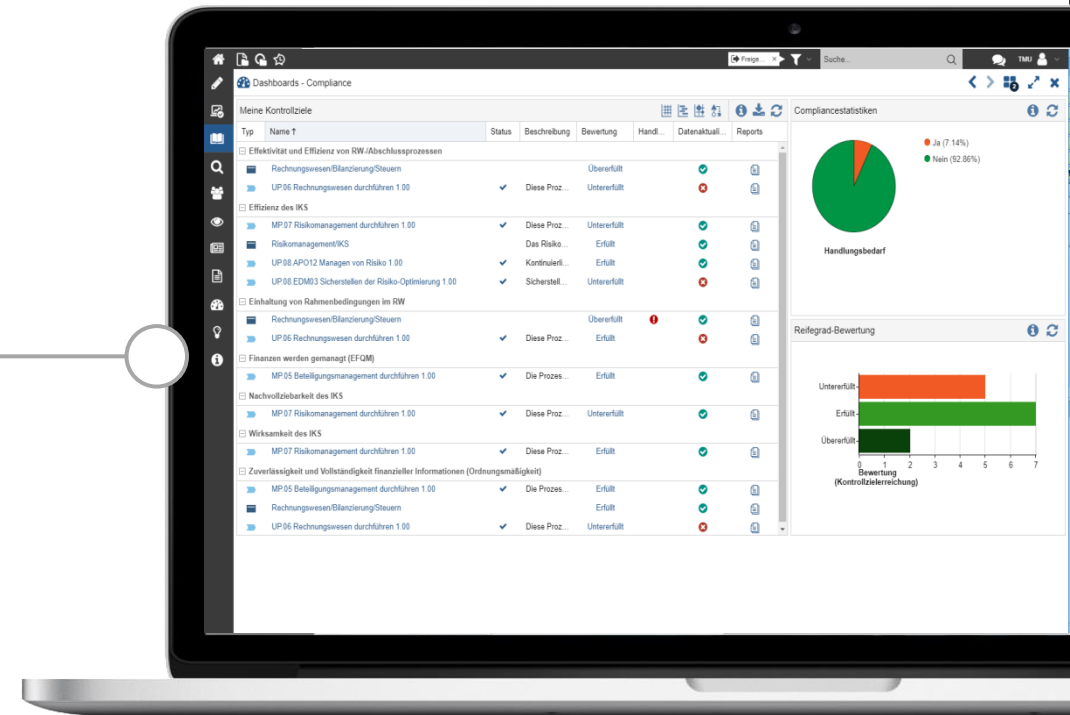 Freige... ×
Suche...
TMU
Dashboards - Compliance
2
Meine Kontrollziele
Typ Name ↑ Status Beschreibung Bewertung Handl... Datenaktuali... Reports
Effektivität und Effizienz von RW-/Abschlussprozessen
Rechnungswesen/Bilanzierung/Steuern Übererfüllt
UP.06 Rechnungswesen durchführen 1.00 Diese Proz... Untererfüllt
Effizienz des IKS
MP.07 Risikomanagement durchführen 1.00 Diese Proz... Untererfüllt
Risikomanagement/IKS Das Risiko... Erfüllt
UP.08.APO12 Managen von Risiko 1.00 Kontinuierli... Erfüllt
UP.08.EDM03 Sicherstellen der Risiko-Optimierung 1.00 Sicherstell... Untererfüllt
Einhaltung von Rahmenbedingungen im RW
Rechnungswesen/Bilanzierung/Steuern Übererfüllt
UP.06 Rechnungswesen durchführen 1.00 Diese Proz... Erfüllt
Finanzen werden gemanagt (EFQM)
MP.05 Beteiligungsmanagement durchführen 1.00 Die Prozes... Erfüllt
Nachvollziebarkeit des IKS
MP.07 Risikomanagement durchführen 1.00 Diese Proz... Untererfüllt
Wirksamkeit des IKS
MP.07 Risikomanagement durchführen 1.00 Diese Proz... Erfüllt
Zuverlässigkeit und Vollständigkeit finanzieller Informationen (Ordnungsmäßigkeit)
MP.05 Beteiligungsmanagement durchführen 1.00 Die Prozes... Erfüllt
Rechnungswesen/Bilanzierung/Steuern Erfüllt
UP.06 Rechnungswesen durchführen 1.00 Diese Proz... Untererfüllt
Compliancestatistiken
Ja (7.14%)
Nein (92.86%)
Handlungsbedarf
Reifegrad-Bewertung
Untererfüllt
Erfüllt
Übererfüllt
0 1 2 3 4 5 6 7
Bewertung
(Kontrollzielerreichung)